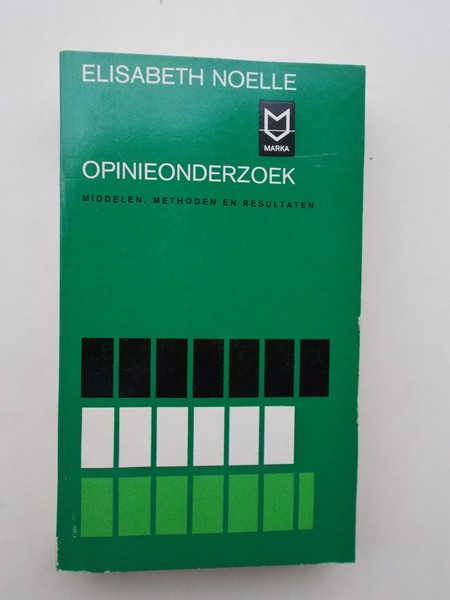 ELISABETH NOELLE
MARKA
OPINIEONDERZOEK
MIDDELEN, METHODEN EN RESULTATEN